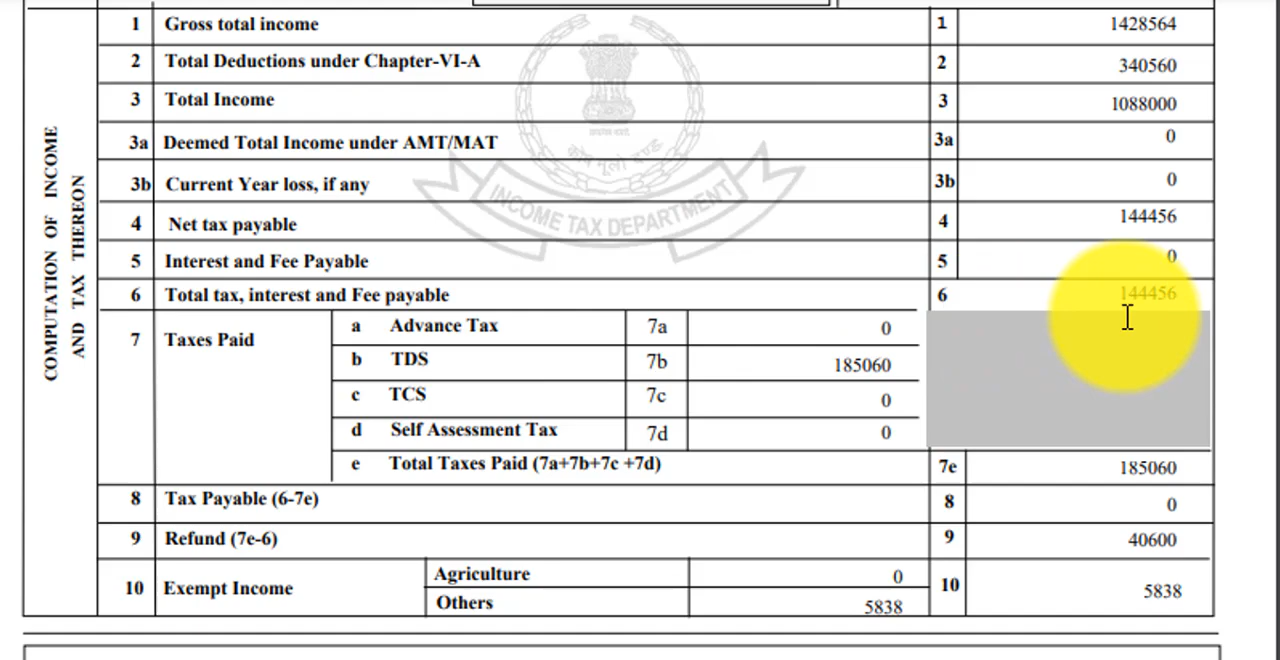 COMPUTATION OF INCOME
AND TAX THEREON
1 Gross total income 1 1428564
2 Total Deductions under Chapter-VI-A 2 340560
3 Total Income 3 1088000
3a Deemed Total Income under AMT/MAT 3a 0
3b Current Year loss, if any 3b 0
4 Net tax payable 4 144456
5 Interest and Fee Payable 5 0
6 Total tax, interest and Fee payable 6 144456
7 Taxes Paid
a Advance Tax 7a 0
b TDS 7b 185060
c TCS 7c 0
d Self Assessment Tax 7d 0
e Total Taxes Paid (7a+7b+7c +7d) 7e 185060
8 Tax Payable (6-7e) 8 0
9 Refund (7e-6) 9 40600
10 Exempt Income 10 5838
Agriculture 0
Others 5838
INCOME TAX DEPARTMENT